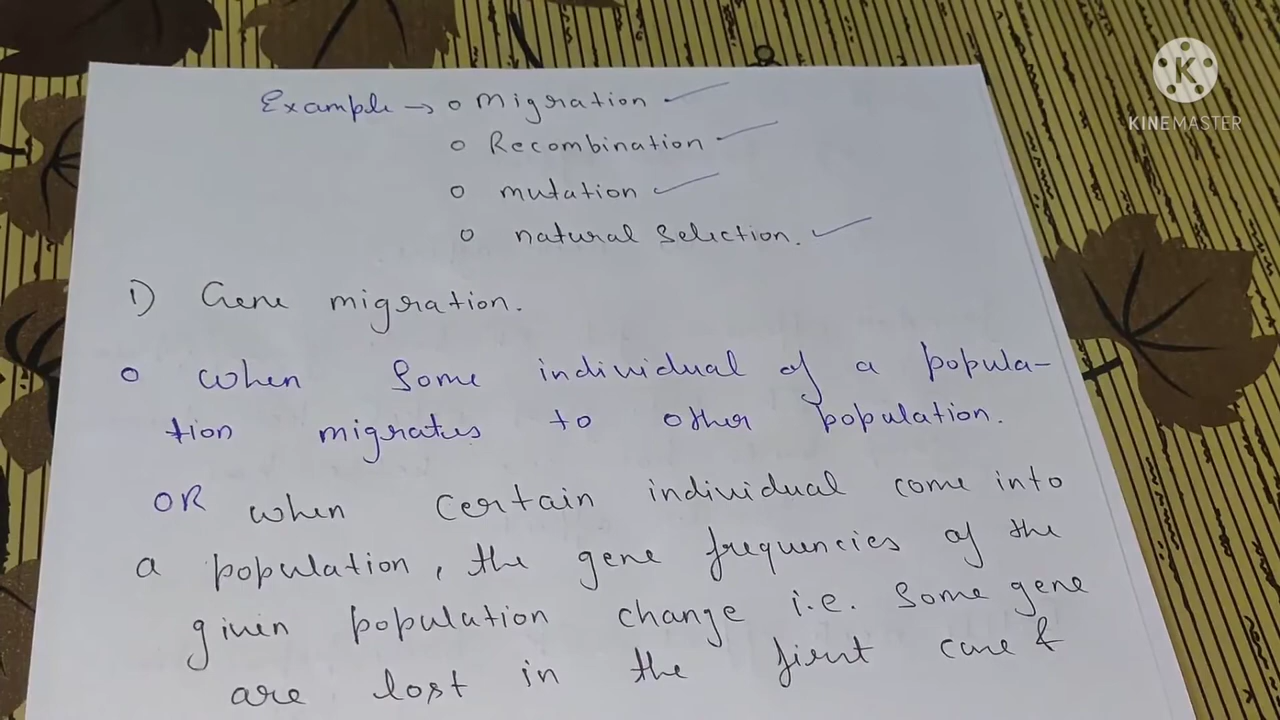 Example → o Migration
o Recombination
o mutation
o natural Selection.
1) Gene migration.
o When Some individual of a popula-
tion migrates to other population.
OR when certain individual come into
a population, the gene frequencies of the
given population change i.e. Some gene
are lost in the first case &
K
KINEMASTER